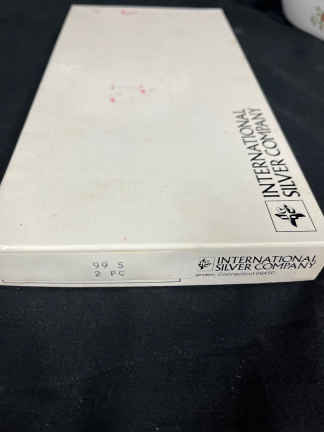 INTERNATIONAL
SILVER COMPANY
99 S
2 PC
INTERNATIONAL
SILVER COMPANY